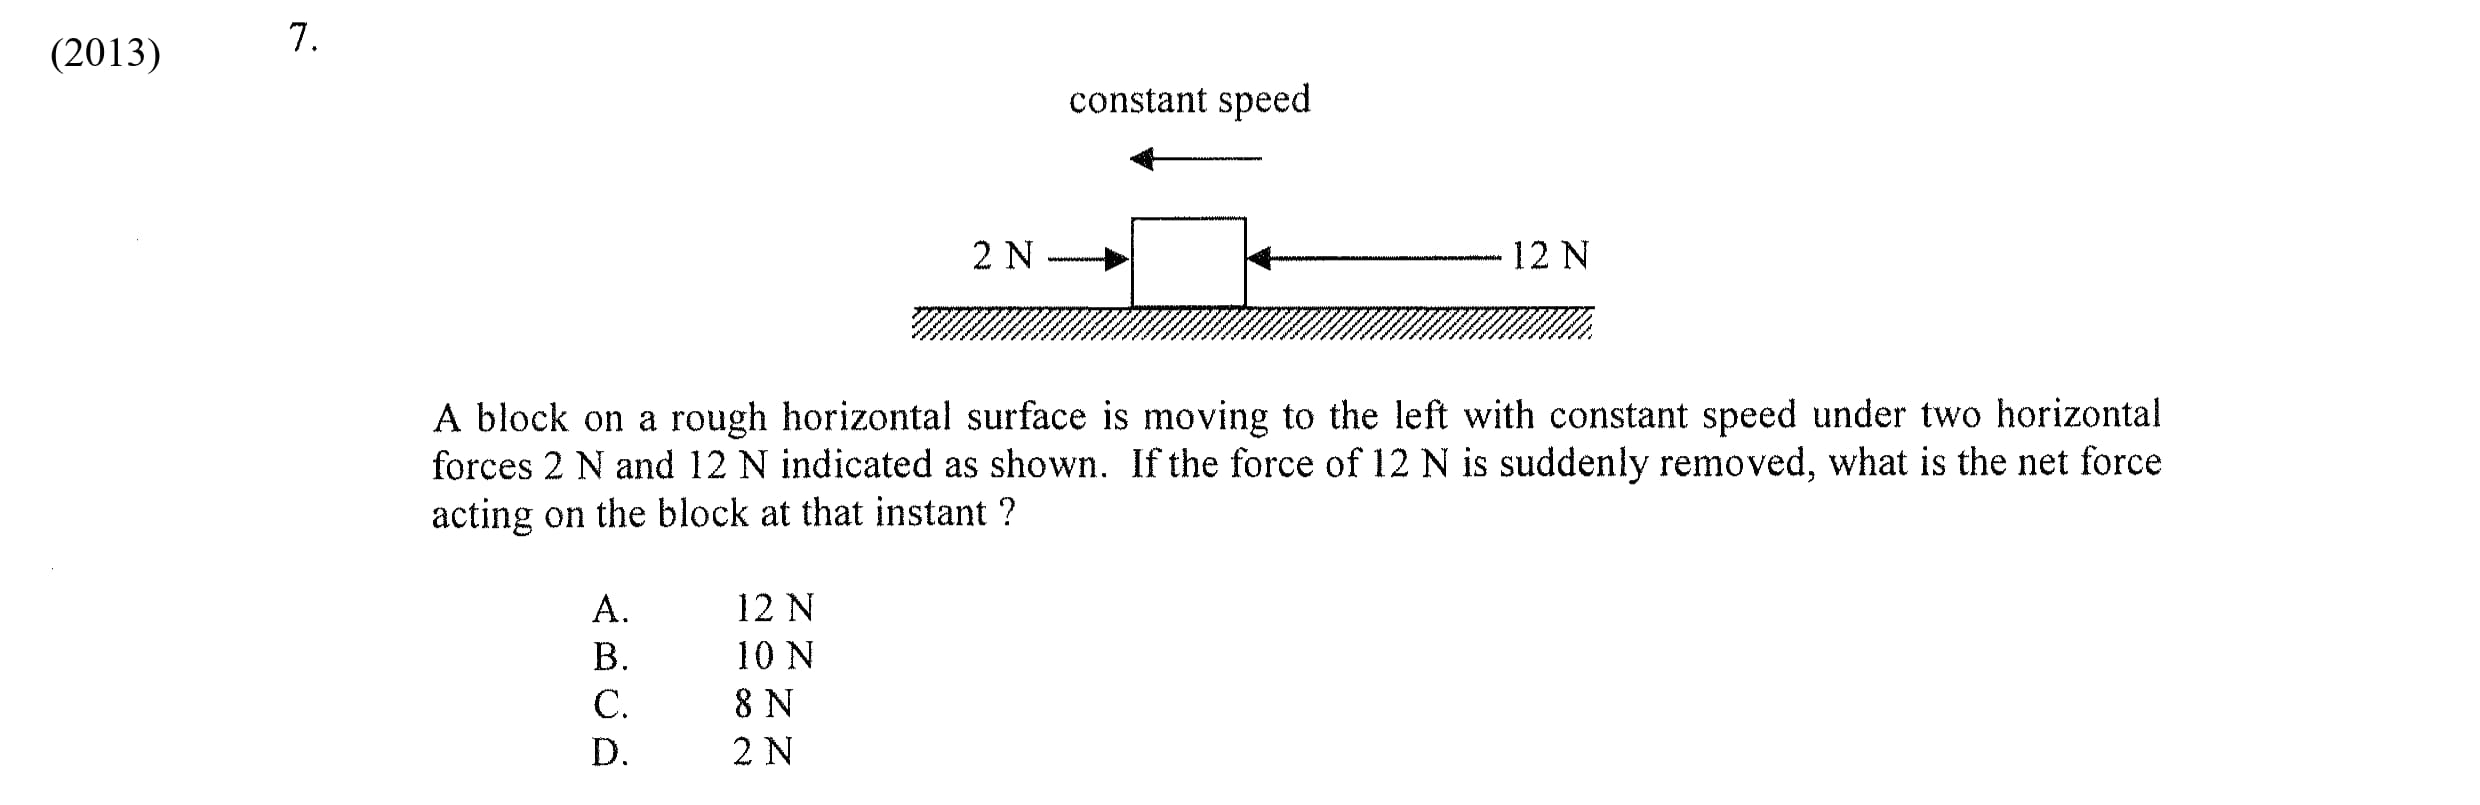 (2013) 7.
constant speed
2 N 12 N
A block on a rough horizontal surface is moving to the left with constant speed under two horizontal
forces 2 N and 12 N indicated as shown. If the force of 12 N is suddenly removed, what is the net force
acting on the block at that instant ?
A. 12 N
B. 10 N
C. 8 N
D. 2 N